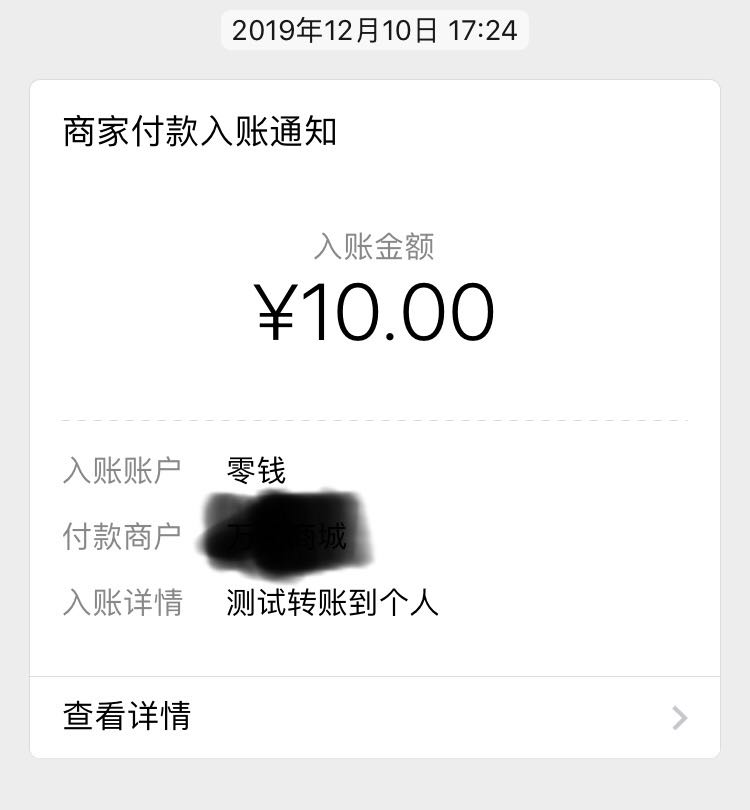 2019年12月10日 17:24
商家付款入账通知
入账金额
¥10.00
入账账户 零钱
付款商户 万 商城
入账详情 测试转账到个人
查看详情